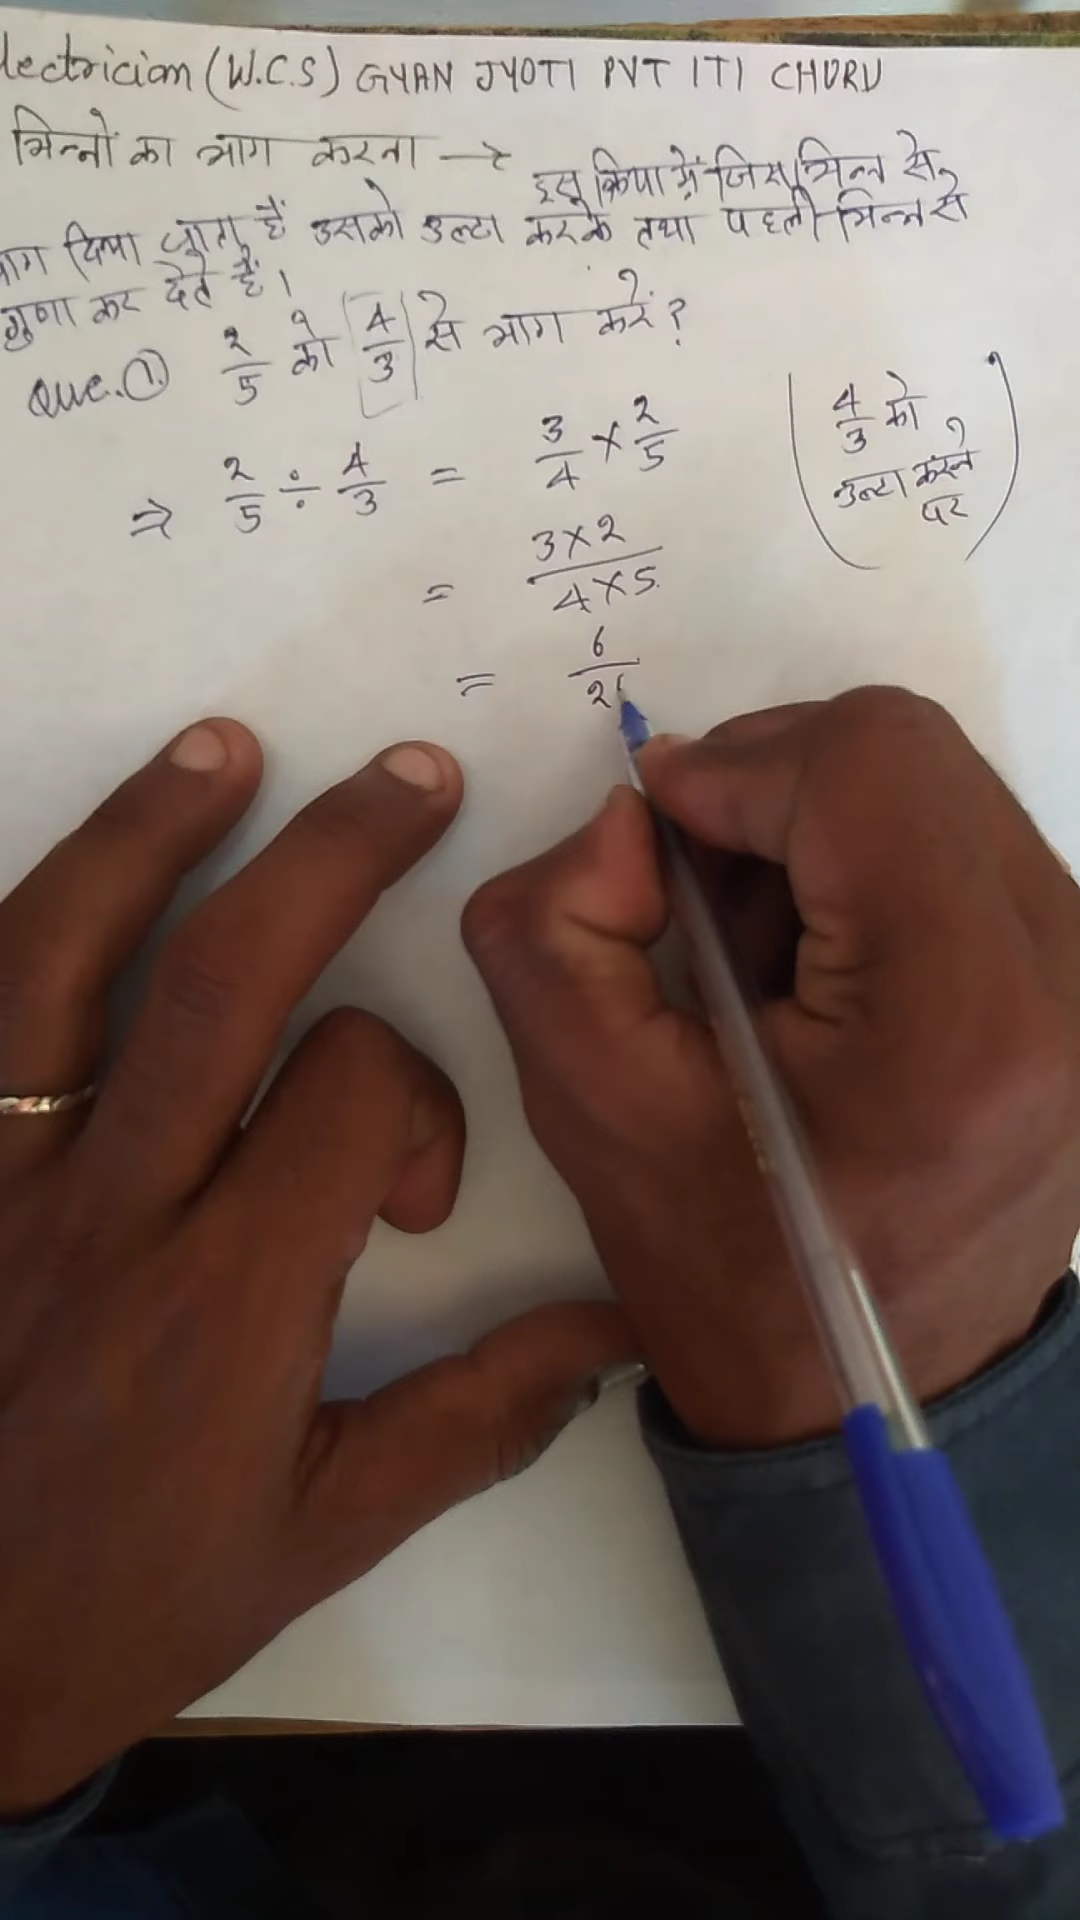 lectrician (W.C.S) GYAN JYOTI PVT ITI CHURU
भिन्नों का भाग करना → इस क्रिया में जिस भिन्न से
भाग दिया जाता हैं उसको उल्टा करके तथा पहली भिन्न से
गुणा कर देते हैं।
Que. ① 2/5 को 4/3 से भाग करें?
⇒ 2/5 ÷ 4/3 = 3/4 × 2/5
(4/3 को
उल्टा करने
पर)
= 3×2/4×5
= 6/2